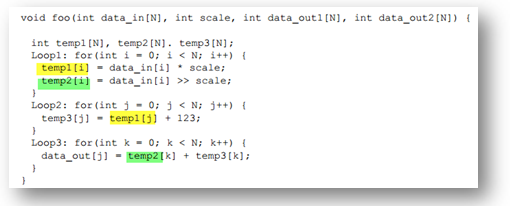 void foo(int data_in[N], int scale, int data_out1[N], int data_out2[N]) {
int temp1[N], temp2[N]. temp3[N];
Loop1: for(int i = 0; i < N; i++) {
temp1[i] = data_in[i] * scale;
temp2[i] = data_in[i] >> scale;
}
Loop2: for(int j = 0; j < N; j++) {
temp3[j] = temp1[j] + 123;
}
Loop3: for(int k = 0; k < N; k++) {
data_out[j] = temp2[k] + temp3[k];
}
}